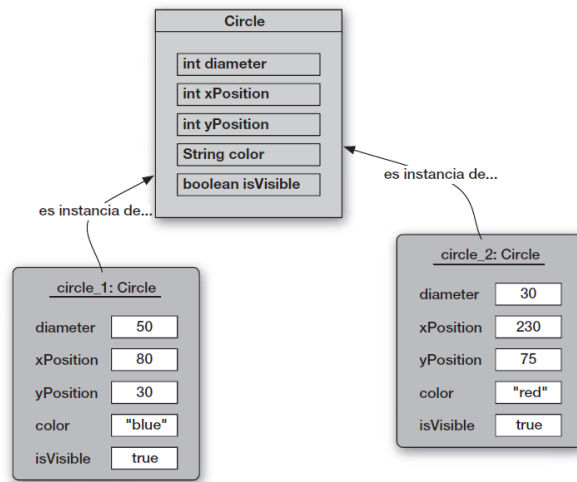 Circle
int diameter
int xPosition
int yPosition
String color
boolean isVisible
es instancia de...
es instancia de...
circle_1: Circle
diameter 50
xPosition 80
yPosition 30
color "blue"
isVisible true
circle_2: Circle
diameter 30
xPosition 230
yPosition 75
color "red"
isVisible true